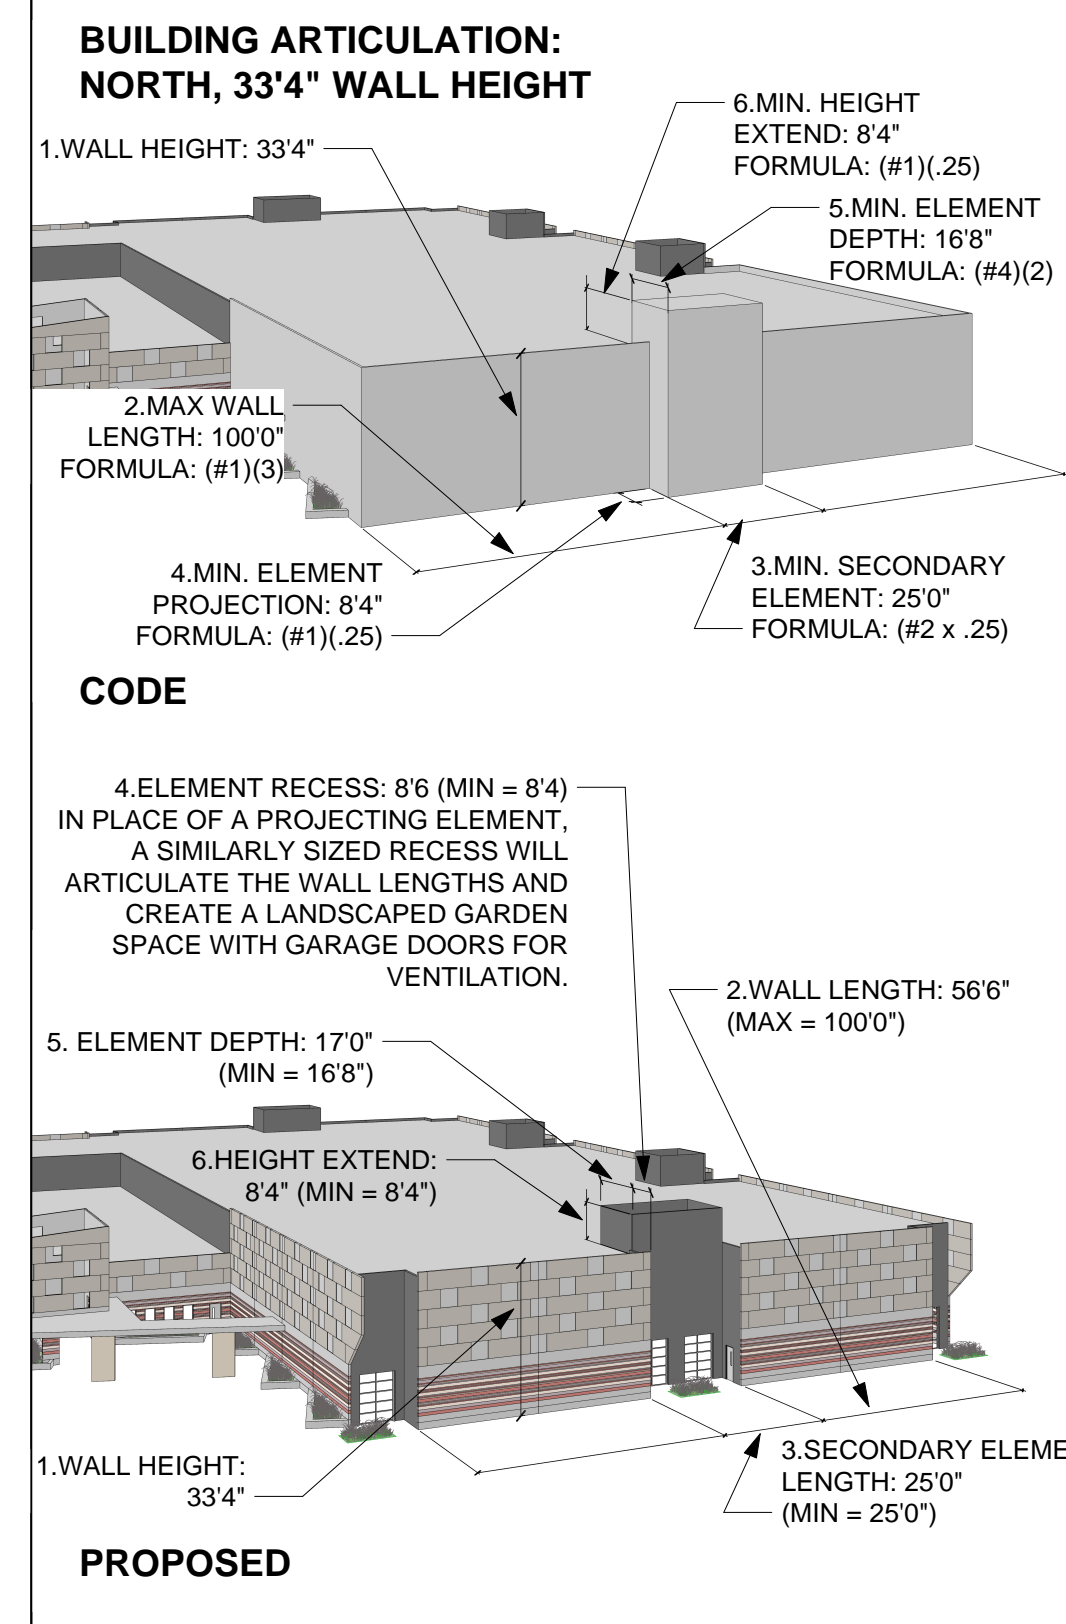 BUILDING ARTICULATION:
NORTH, 33'4" WALL HEIGHT
1.WALL HEIGHT: 33'4"
6.MIN. HEIGHT
EXTEND: 8'4"
FORMULA: (#1)(.25)
5.MIN. ELEMENT
DEPTH: 16'8"
FORMULA: (#4)(2)
2.MAX WALL
LENGTH: 100'0"
FORMULA: (#1)(3)
4.MIN. ELEMENT
PROJECTION: 8'4"
FORMULA: (#1)(.25)
3.MIN. SECONDARY
ELEMENT: 25'0"
FORMULA: (#2 x .25)
CODE
4.ELEMENT RECESS: 8'6 (MIN = 8'4)
IN PLACE OF A PROJECTING ELEMENT,
A SIMILARLY SIZED RECESS WILL
ARTICULATE THE WALL LENGTHS AND
CREATE A LANDSCAPED GARDEN
SPACE WITH GARAGE DOORS FOR
VENTILATION.
2.WALL LENGTH: 56'6"
(MAX = 100'0")
5. ELEMENT DEPTH: 17'0"
(MIN = 16'8")
6.HEIGHT EXTEND:
8'4" (MIN = 8'4")
1.WALL HEIGHT:
33'4"
3.SECONDARY ELEME
LENGTH: 25'0"
(MIN = 25'0")
PROPOSED